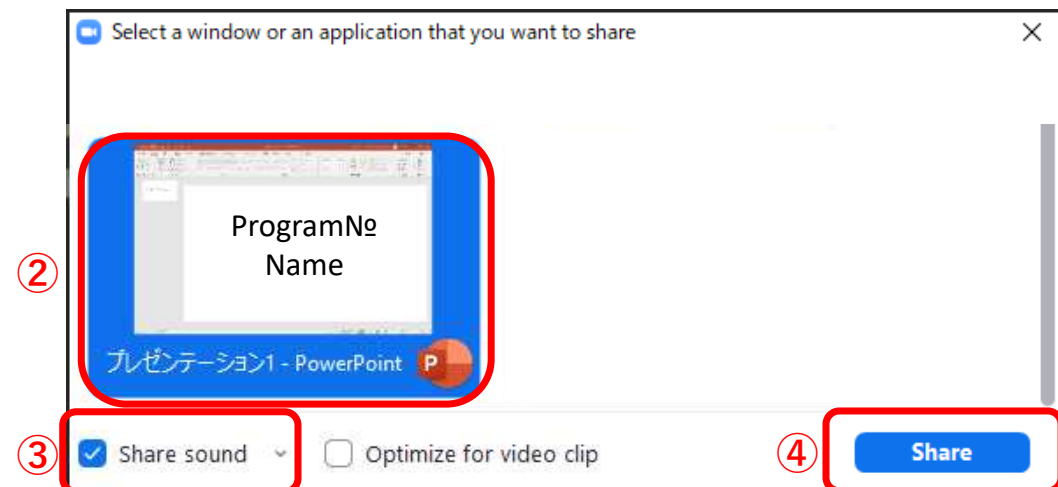 Select a window or an application that you want to share
ProgramNº
Name
②
プレゼンテーション1 - PowerPoint
P
③ Share sound
Optimize for video clip
④ Share